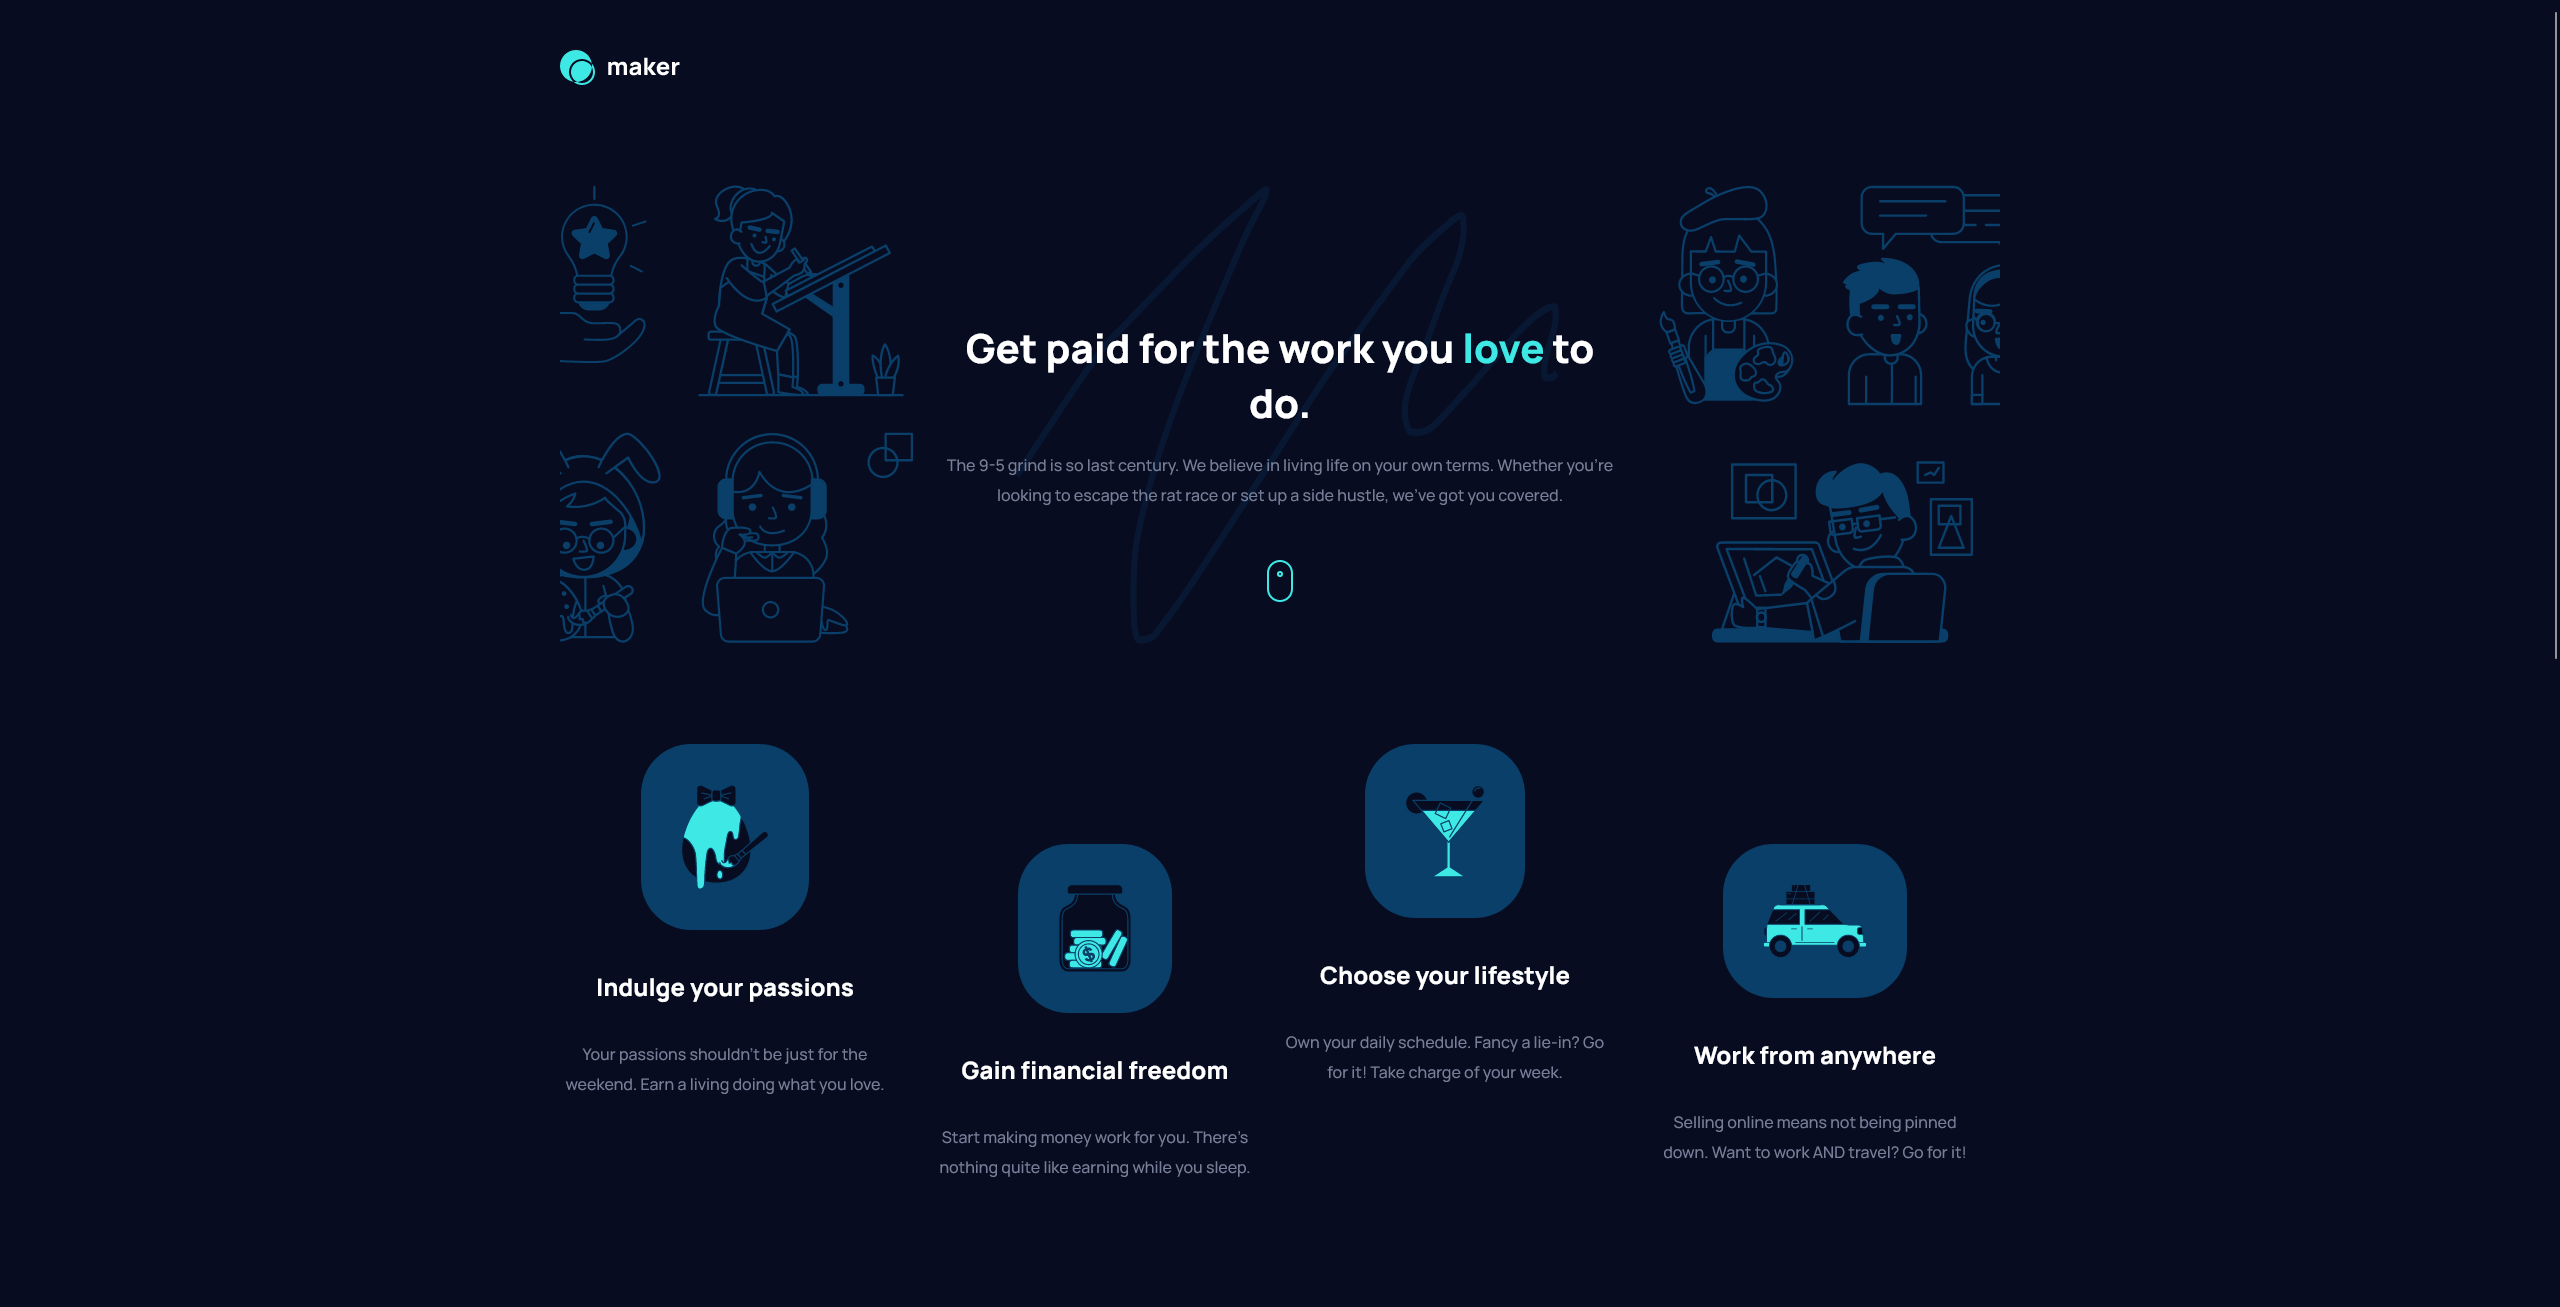 maker
Get paid for the work you love to
do.
The 9-5 grind is so last century. We believe in living life on your own terms. Whether you’re
looking to escape the rat race or set up a side hustle, we’ve got you covered.
Indulge your passions
Your passions shouldn’t be just for the
weekend. Earn a living doing what you love.
Gain financial freedom
Start making money work for you. There’s
nothing quite like earning while you sleep.
Choose your lifestyle
Own your daily schedule. Fancy a lie-in? Go
for it! Take charge of your week.
Work from anywhere
Selling online means not being pinned
down. Want to work AND travel? Go for it!